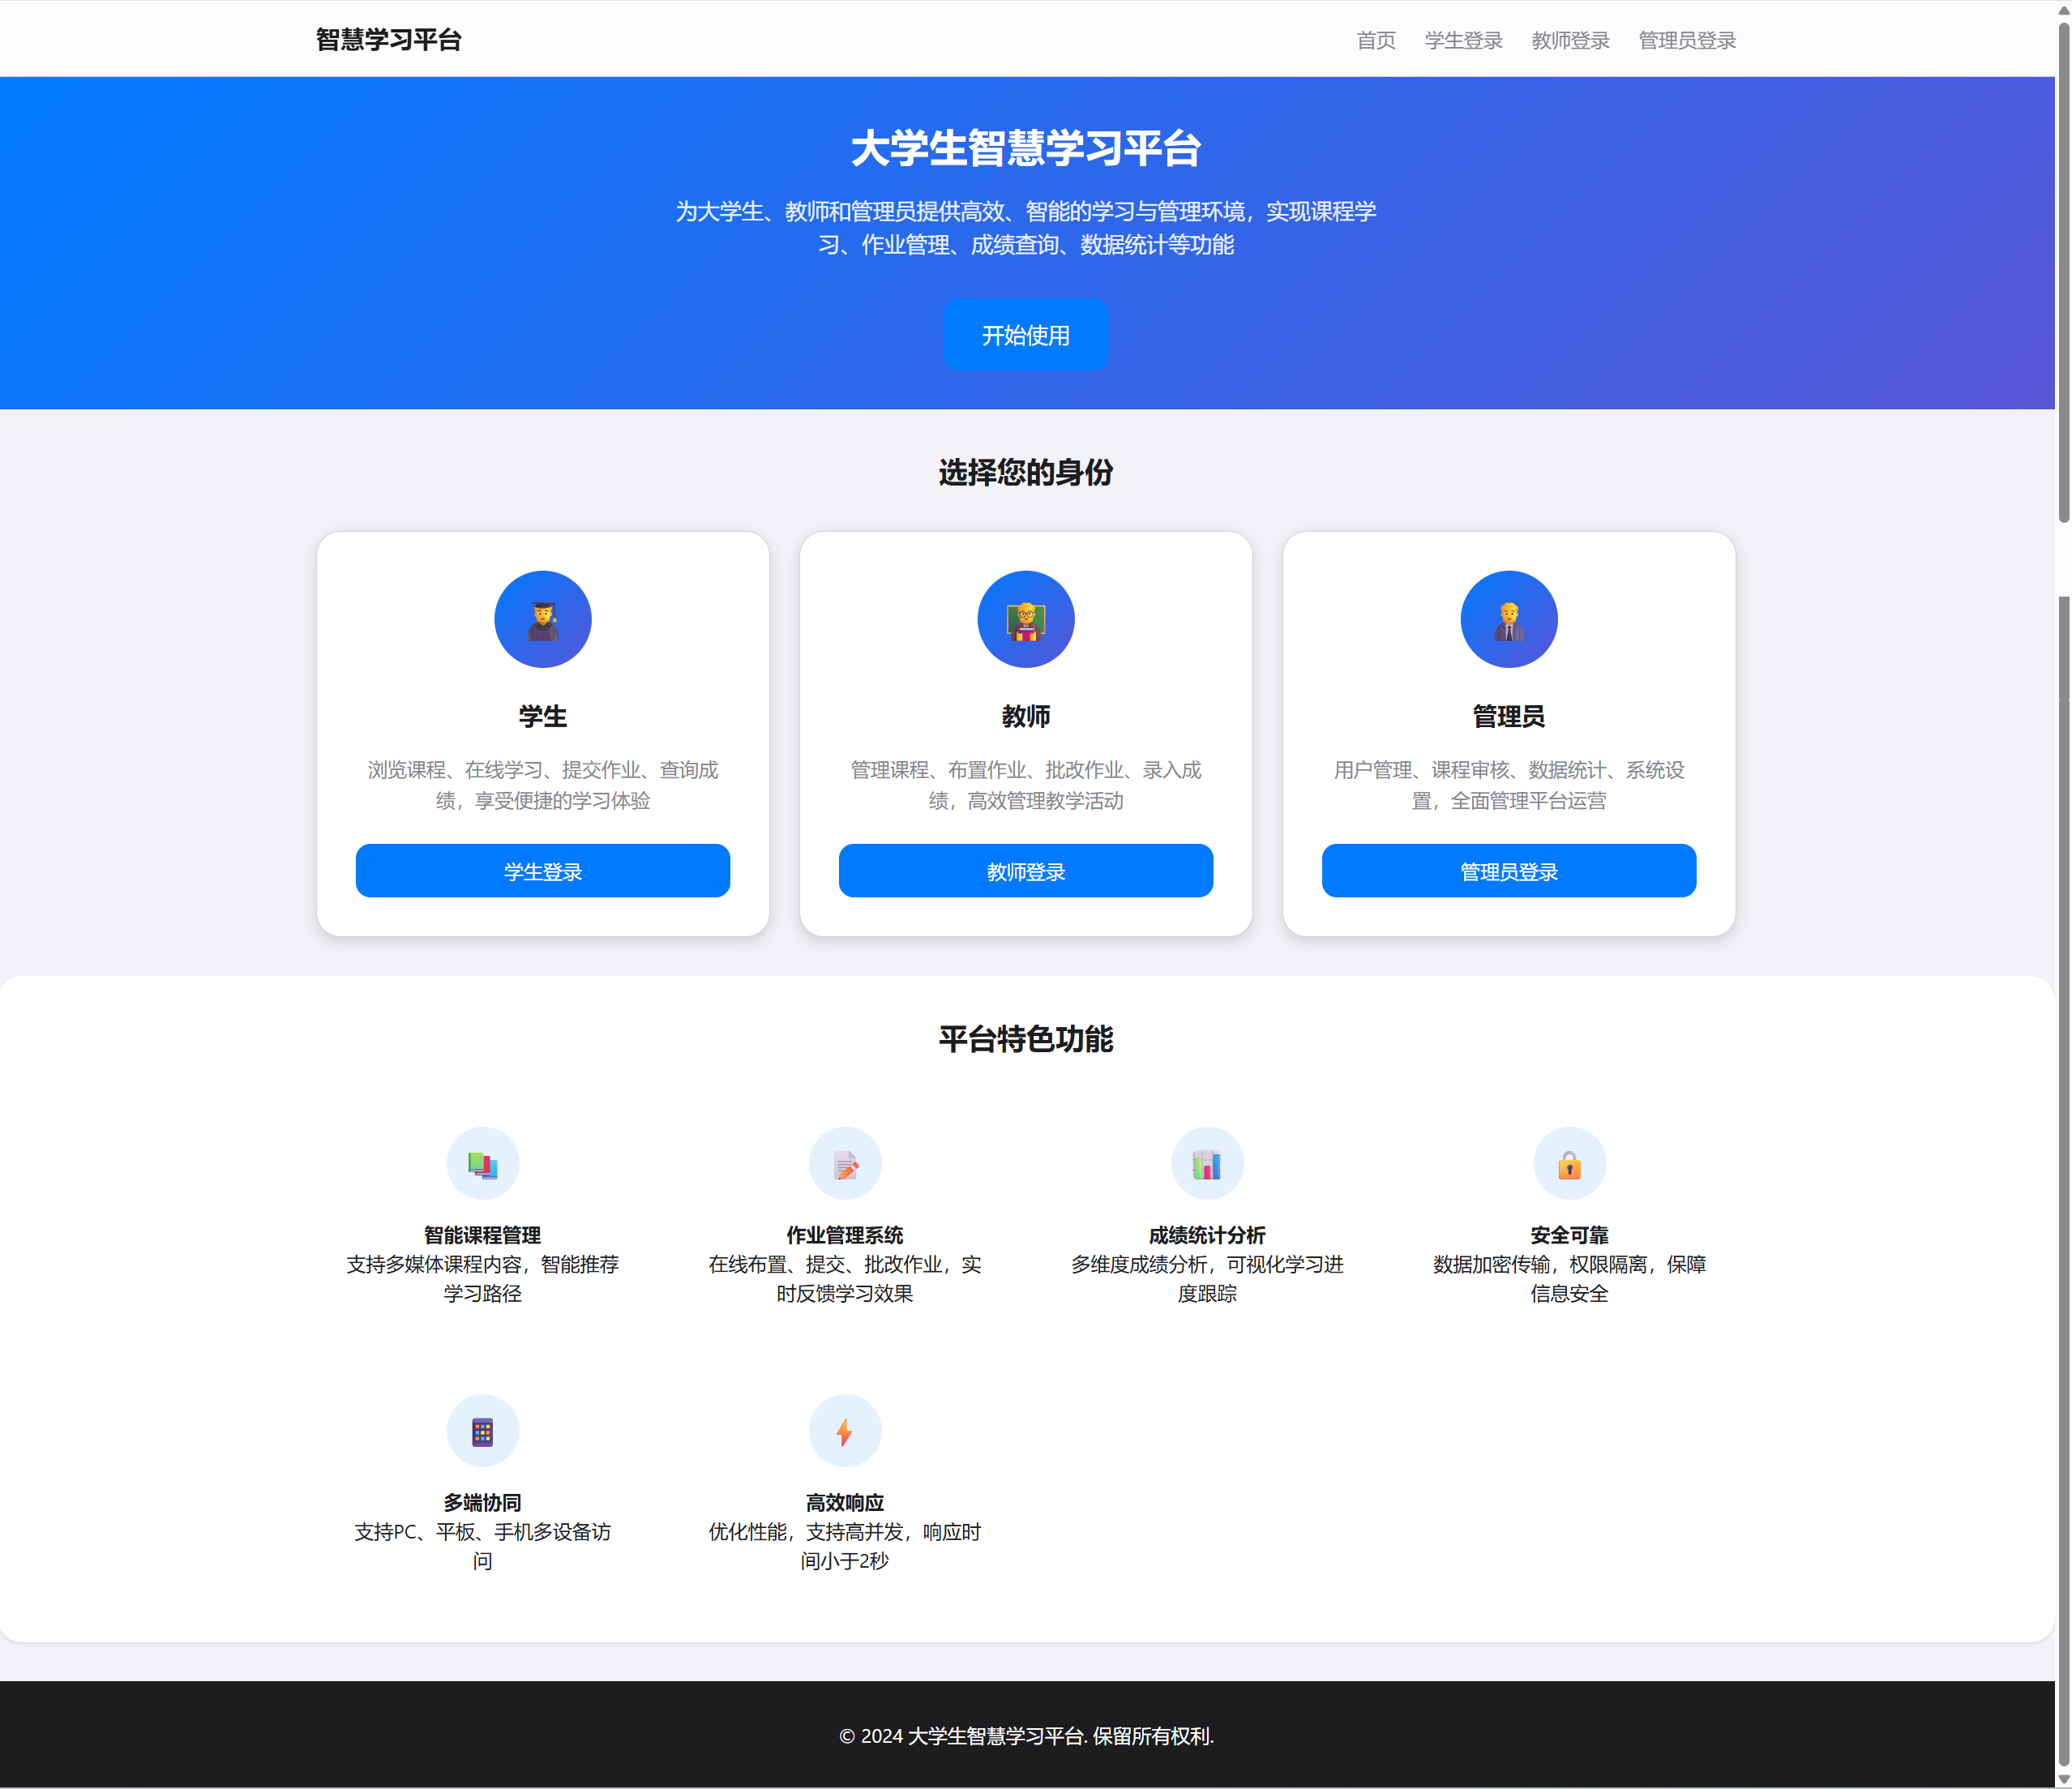 智慧学习平台
首页 学生登录 教师登录 管理员登录
大学生智慧学习平台
为大学生、教师和管理员提供高效、智能的学习与管理环境，实现课程学
习、作业管理、成绩查询、数据统计等功能
开始使用
选择您的身份
学生
浏览课程、在线学习、提交作业、查询成
绩，享受便捷的学习体验
学生登录
教师
管理课程、布置作业、批改作业、录入成
绩，高效管理教学活动
教师登录
管理员
用户管理、课程审核、数据统计、系统设
置，全面管理平台运营
管理员登录
平台特色功能
智能课程管理
支持多媒体课程内容，智能推荐
学习路径
作业管理系统
在线布置、提交、批改作业，实
时反馈学习效果
成绩统计分析
多维度成绩分析，可视化学习进
度跟踪
安全可靠
数据加密传输，权限隔离，保障
信息安全
多端协同
支持PC、平板、手机多设备访
问
高效响应
优化性能，支持高并发，响应时
间小于2秒
© 2024 大学生智慧学习平台. 保留所有权利.